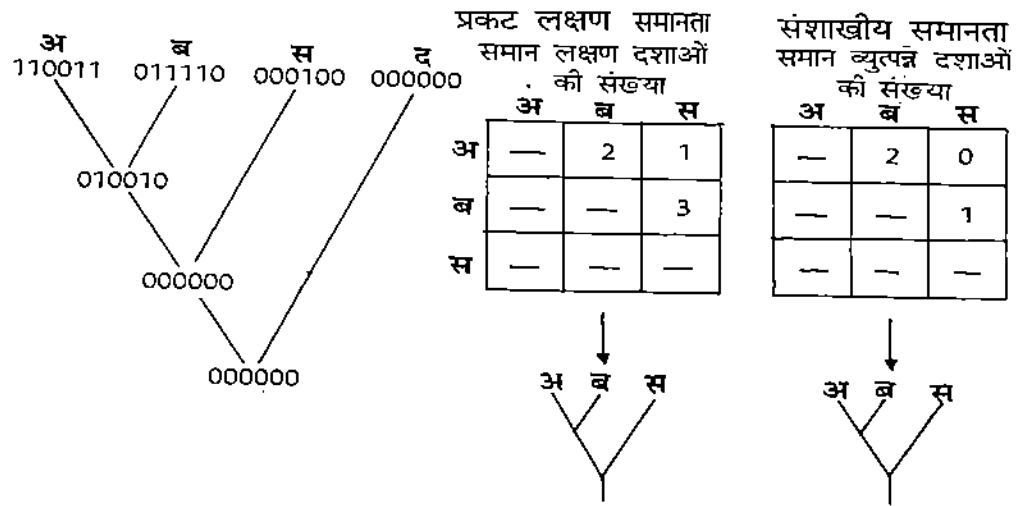 अ ब स द
110011 011110 000100 000000
010010
000000
000000
प्रकट लक्षण समानता
समान लक्षण दशाओं
की संख्या
अ ब स
अ — 2 1
ब — — 3
स — — —
अ ब स
संशाखीय समानता
समान व्युत्पन्न दशाओं
की संख्या
अ ब स
— 2 0
— — 1
— — —
अ ब स